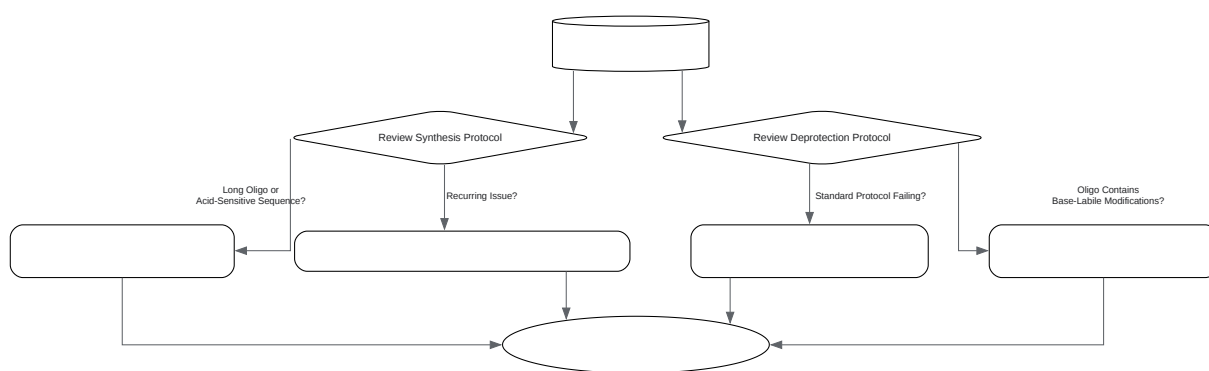 Review Synthesis Protocol
Review Deprotection Protocol
Long Oligo or
Acid-Sensitive Sequence?
Recurring Issue?
Standard Protocol Failing?
Oligo Contains
Base-Labile Modifications?